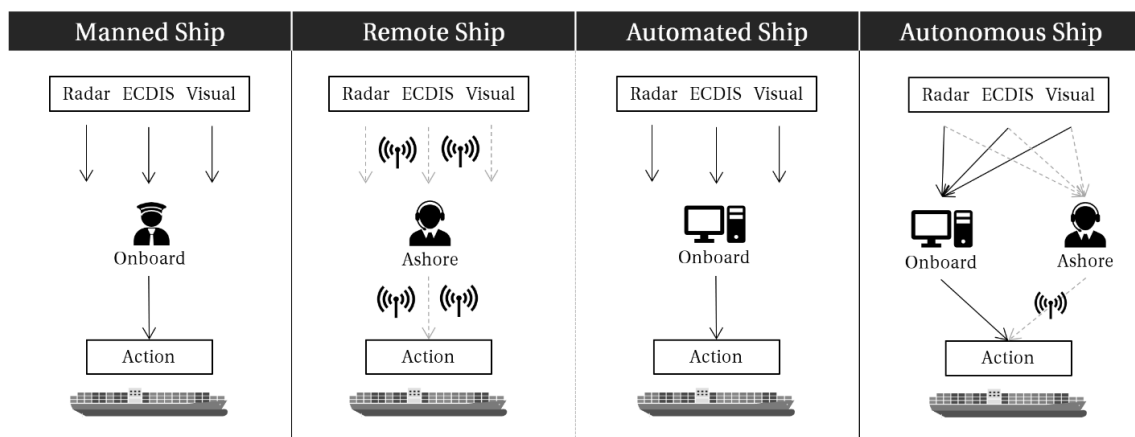 Manned Ship
Remote Ship
Automated Ship
Autonomous Ship
Radar ECDIS Visual
Radar ECDIS Visual
Radar ECDIS Visual
Radar ECDIS Visual
Onboard
Ashore
Onboard
Onboard
Ashore
Action
Action
Action
Action